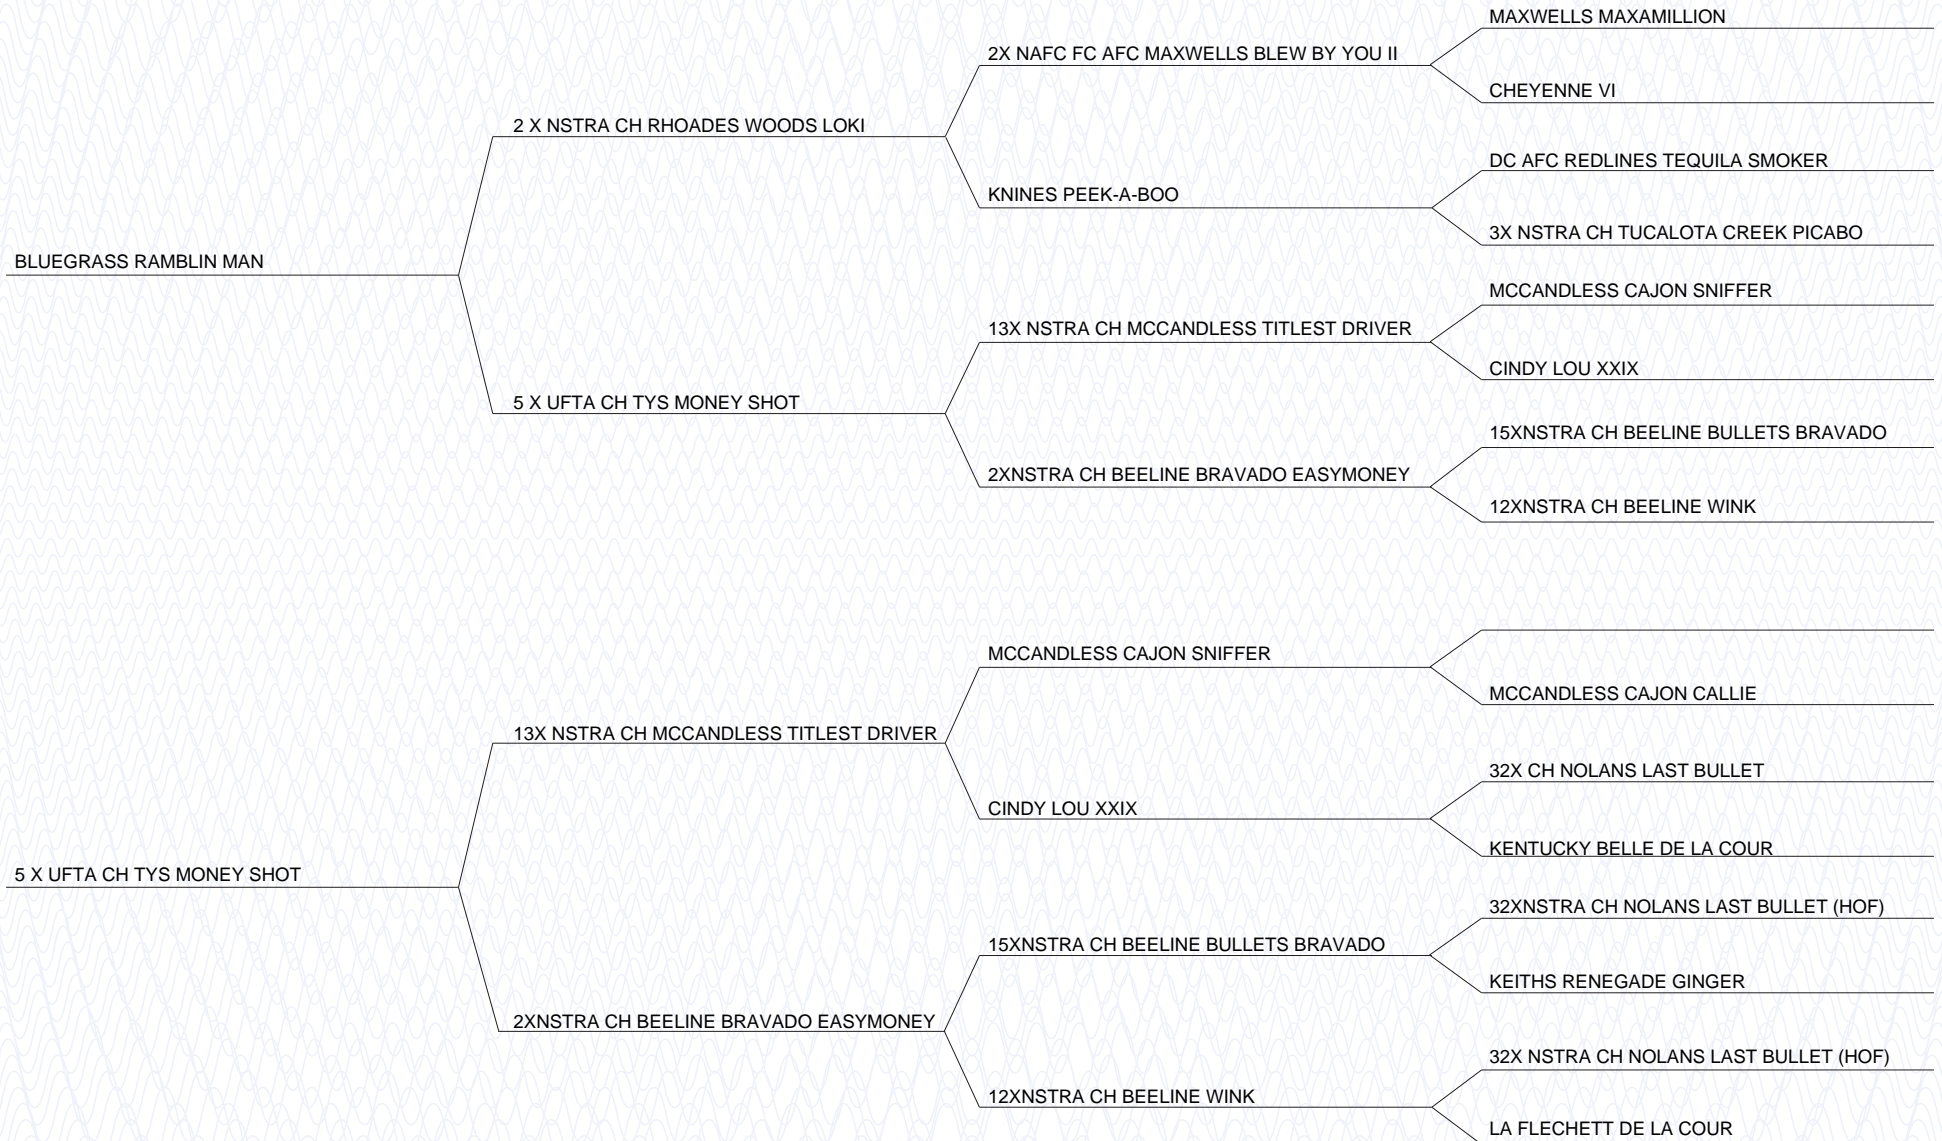 MAXWELLS MAXAMILLION
2X NAFC FC AFC MAXWELLS BLEW BY YOU II
CHEYENNE VI
2 X NSTRA CH RHOADES WOODS LOKI
DC AFC REDLINES TEQUILA SMOKER
KNINES PEEK-A-BOO
3X NSTRA CH TUCALOTA CREEK PICABO
BLUEGRASS RAMBLIN MAN
MCCANDLESS CAJON SNIFFER
13X NSTRA CH MCCANDLESS TITLEST DRIVER
CINDY LOU XXIX
5 X UFTA CH TYS MONEY SHOT
15XNSTRA CH BEELINE BULLETS BRAVADO
2XNSTRA CH BEELINE BRAVADO EASYMONEY
12XNSTRA CH BEELINE WINK
MCCANDLESS CAJON SNIFFER
MCCANDLESS CAJON CALLIE
13X NSTRA CH MCCANDLESS TITLEST DRIVER
32X CH NOLANS LAST BULLET
CINDY LOU XXIX
KENTUCKY BELLE DE LA COUR
5 X UFTA CH TYS MONEY SHOT
32XNSTRA CH NOLANS LAST BULLET (HOF)
15XNSTRA CH BEELINE BULLETS BRAVADO
KEITHS RENEGADE GINGER
2XNSTRA CH BEELINE BRAVADO EASYMONEY
32X NSTRA CH NOLANS LAST BULLET (HOF)
12XNSTRA CH BEELINE WINK
LA FLECHETT DE LA COUR